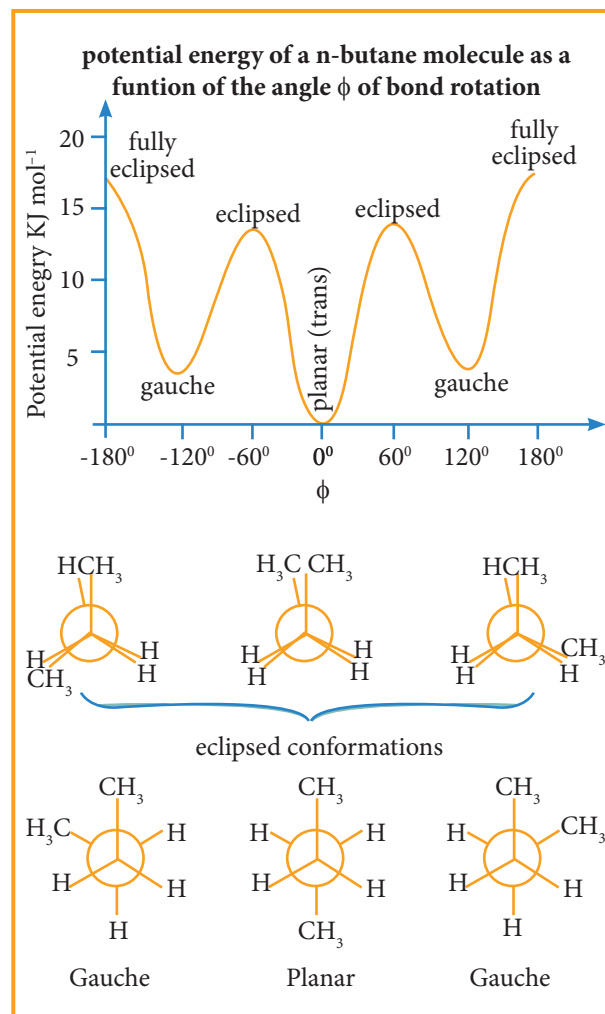 potential energy of a n-butane molecule as a
funtion of the angle ϕ of bond rotation
Potential enegry KJ mol⁻¹
20
15
10
5
fully
eclipsed
eclipsed
eclipsed
fully
eclipsed
gauche
planar (trans)
gauche
-180⁰ -120⁰ -60⁰ 0⁰ 60⁰ 120⁰ 180⁰
ϕ
HCH₃
H
H
H
CH₃
H₃C CH₃
H
H
H
H
HCH₃
CH₃
H
H
H
eclipsed conformations
CH₃
H₃C
H
H
H
H
Gauche
CH₃
H
H
H
H
CH₃
Planar
CH₃
H
CH₃
H
H
H
Gauche